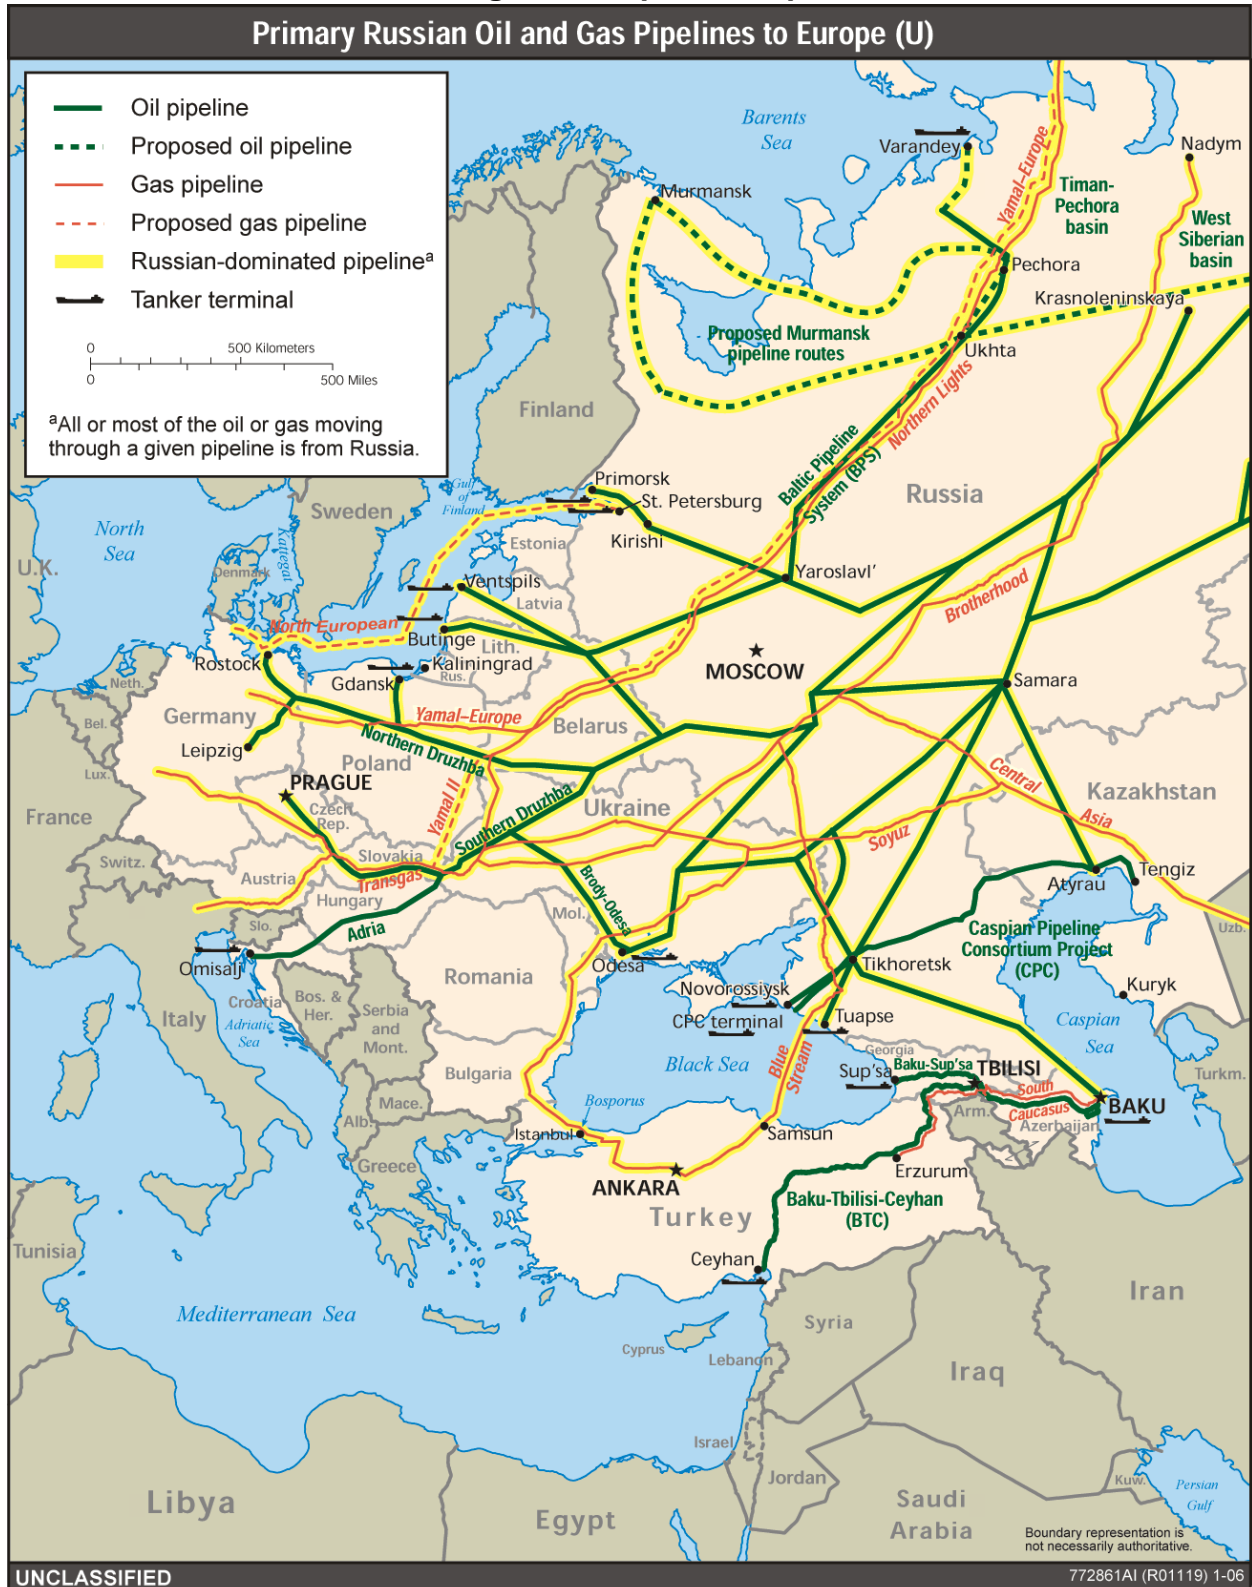 Primary Russian Oil and Gas Pipelines to Europe (U)
Oil pipeline
Proposed oil pipeline
Gas pipeline
Proposed gas pipeline
Russian-dominated pipelineᵃ
Tanker terminal
0
500 Kilometers
0
500 Miles
ᵃAll or most of the oil or gas moving
through a given pipeline is from Russia.
Barents
Sea
Varandey
Nadym
Yamal–Europe
Timan-
Pechora
basin
West
Siberian
basin
Murmansk
Pechora
Krasnoleninskaya
Proposed Murmansk
pipeline routes
Ukhta
Northern Lights
Finland
Baltic Pipeline
System (BPS)
Russia
Primorsk
St. Petersburg
Kirishi
Gulf
of
Finland
Sweden
North
Sea
Kattegat
Estonia
U.K.
Denmark
Ventspils
Latvia
Yaroslavl’
Brotherhood
North European
Butinge
Lith.
Kaliningrad
Rus.
Rostock
Gdansk
MOSCOW
Samara
Neth.
Bel.
Lux.
Germany
Yamal–Europe
Belarus
Leipzig
Northern Druzhba
Poland
PRAGUE
Czech
Rep.
Yamal II
Southern Druzhba
Ukraine
Central
Asia
Kazakhstan
Soyuz
France
Switz.
Austria
Slovakia
Transgas
Hungary
Brody-Odesa
Mol.
Atyrau
Tengiz
Slo.
Adria
Uzb.
Omisalj
Caspian Pipeline
Consortium Project
(CPC)
Romania
Odesa
Tikhoretsk
Kuryk
Novorossiysk
CPC terminal
Tuapse
Croatia
Bos. &
Her.
Serbia
and
Mont.
Italy
Adriatic
Sea
Caspian
Sea
Black Sea
Blue
Stream
Georgia
Baku-Sup’sa
TBILISI
Sup’sa
South
Caucasus
Turkm.
Bulgaria
Bosporus
Arm.
Azerbaijan
BAKU
Mace.
Alb.
Istanbul
Samsun
Greece
Erzurum
ANKARA
Turkey
Baku-Tbilisi-Ceyhan
(BTC)
Tunisia
Ceyhan
Mediterranean Sea
Iran
Syria
Cyprus
Lebanon
Iraq
Israel
Jordan
Kuw.
Persian
Gulf
Libya
Egypt
Saudi
Arabia
Boundary representation is
not necessarily authoritative.
UNCLASSIFIED
772861AI (R01119) 1-06